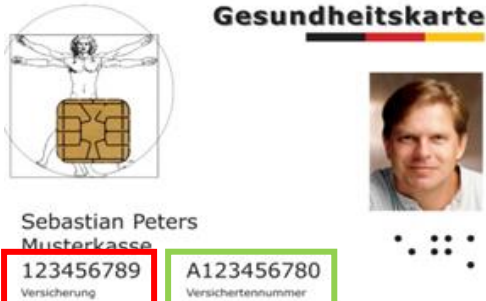 Gesundheitskarte
Sebastian Peters
Musterkasse
123456789 A123456780
Versicherung Versichertennummer